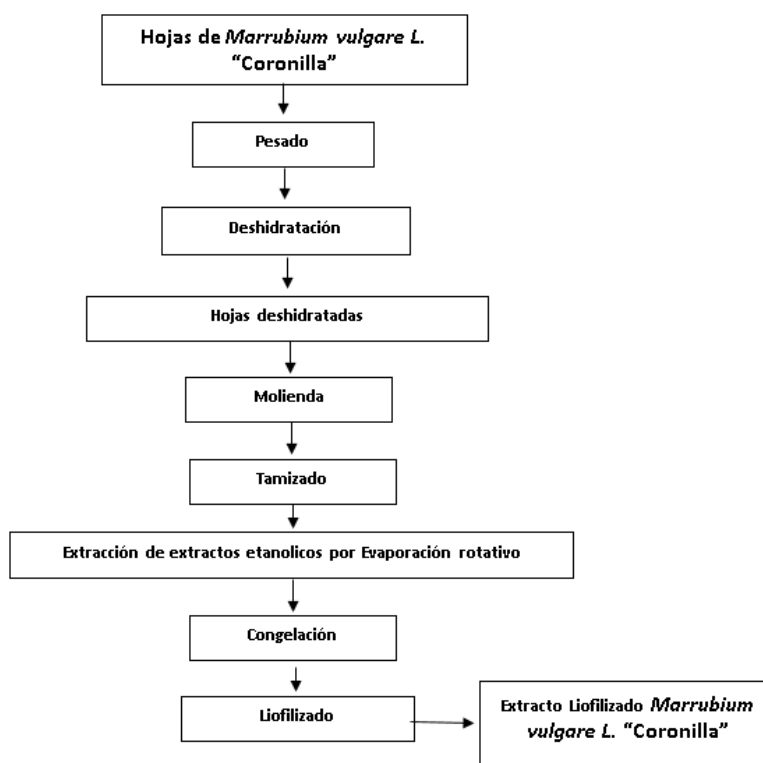 Hojas de Marrubium vulgare L.
“Coronilla”
Pesado
Deshidratación
Hojas deshidratadas
Molienda
Tamizado
Extracción de extractos etanolicos por Evaporación rotativo
Congelación
Liofilizado
Extracto Liofilizado Marrubium
vulgare L. “Coronilla”